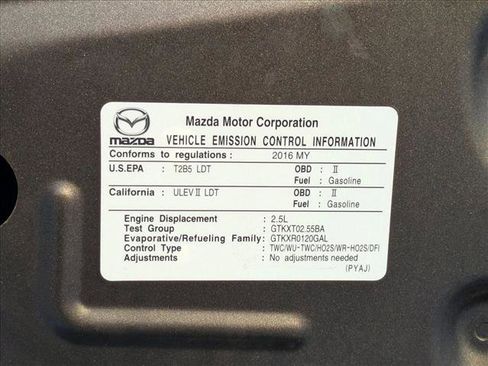 Mazda Motor Corporation
mazda VEHICLE EMISSION CONTROL INFORMATION
Conforms to regulations : 2016 MY
U.S.EPA : T2B5 LDT OBD : II
Fuel : Gasoline
California : ULEV II LDT OBD : II
Fuel : Gasoline
Engine Displacement : 2.5L
Test Group : GTKXT02.55BA
Evaporative/Refueling Family: GTKXR0120GAL
Control Type : TWC/WU-TWC/HO2S/WR-HO2S/DFI
Adjustments : No adjustments needed
(PYAJ)